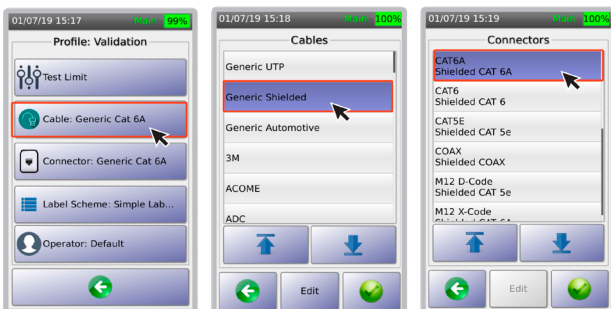 01/07/19 15:17 Main 99%
Profile: Validation
Test Limit
Cable: Generic Cat 6A
Connector: Generic Cat 6A
Label Scheme: Simple Lab...
Operator: Default
01/07/19 15:18 Main 100%
Cables
Generic UTP
Generic Shielded
Generic Automotive
3M
ACOME
ADC
Edit
01/07/19 15:19 Main 100%
Connectors
CAT6A
Shielded CAT 6A
CAT6
Shielded CAT 6
CAT5E
Shielded CAT 5e
COAX
Shielded COAX
M12 D-Code
Shielded CAT 5e
M12 X-Code
Shielded CAT 6A
Edit